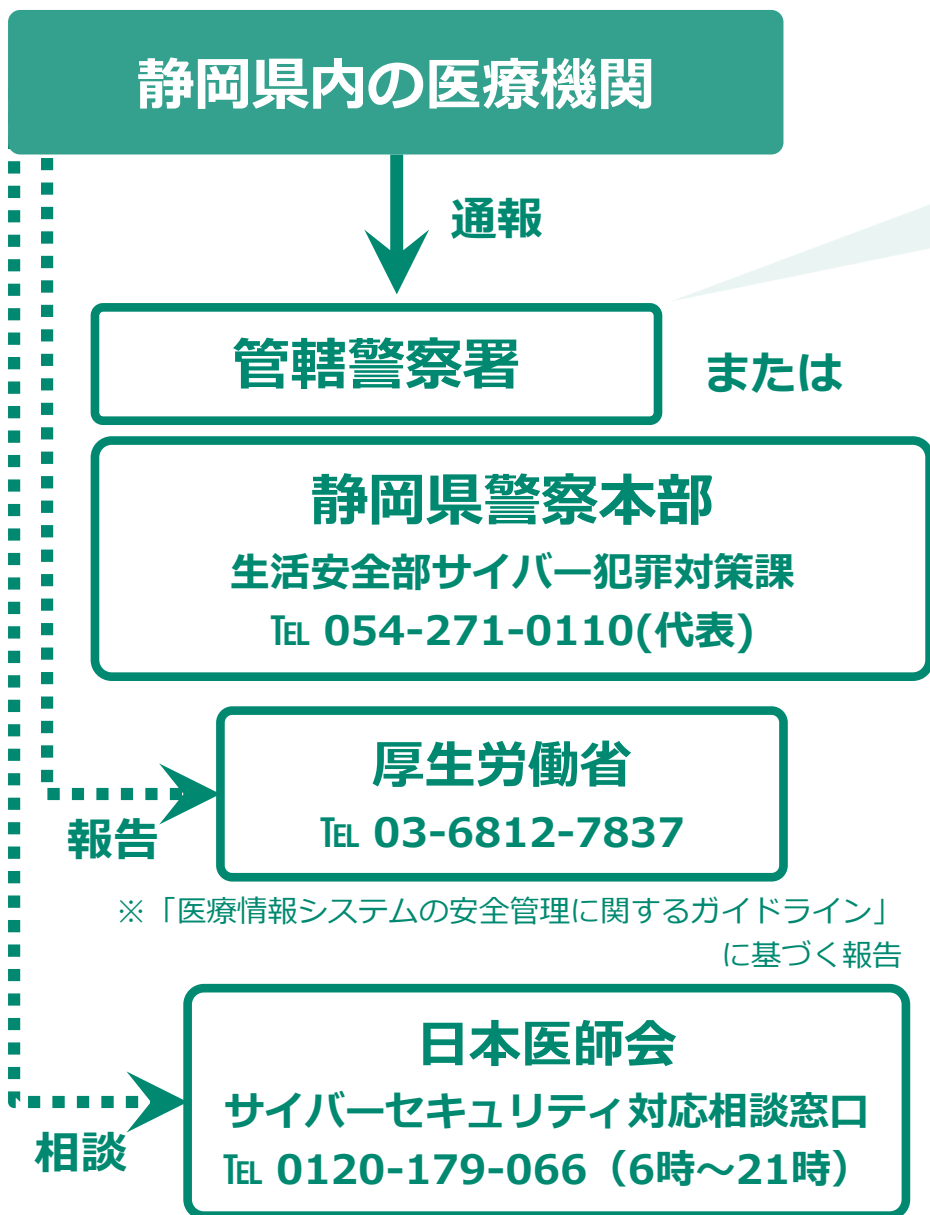 静岡県内の医療機関
通報
管轄警察署
または
静岡県警察本部
生活安全部サイバー犯罪対策課
℡ 054-271-0110(代表)
厚生労働省
℡ 03-6812-7837
報告
※「医療情報システムの安全管理に関するガイドライン」
に基づく報告
日本医師会
サイバーセキュリティ対応相談窓口
℡ 0120-179-066（6時～21時）
相談